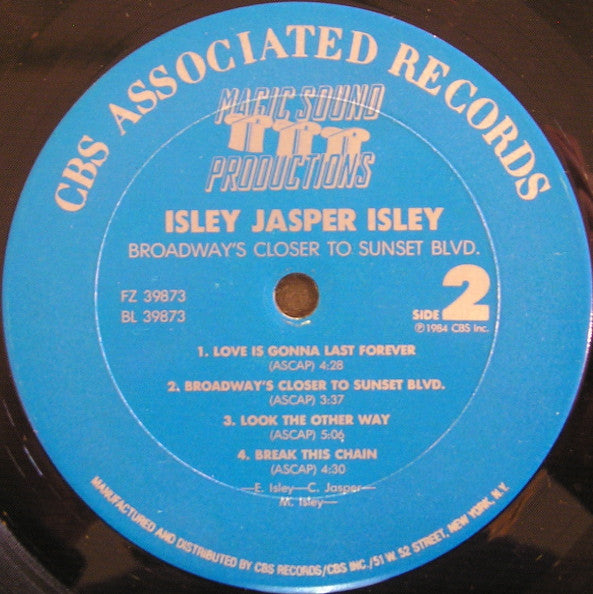 CBS ASSOCIATED RECORDS
MAGIC SOUND
PRODUCTIONS
ISLEY JASPER ISLEY
BROADWAY'S CLOSER TO SUNSET BLVD.
FZ 39873
BL 39873
SIDE 2
℗ 1984 CBS Inc.
1. LOVE IS GONNA LAST FOREVER
(ASCAP) 4:28
2. BROADWAY'S CLOSER TO SUNSET BLVD.
(ASCAP) 3:37
3. LOOK THE OTHER WAY
(ASCAP) 5:06
4. BREAK THIS CHAIN
(ASCAP) 4:30
—E. Isley—C. Jasper—
M. Isley—
MANUFACTURED AND DISTRIBUTED BY CBS RECORDS/CBS INC./51 W. 52 STREET, NEW YORK, N.Y.